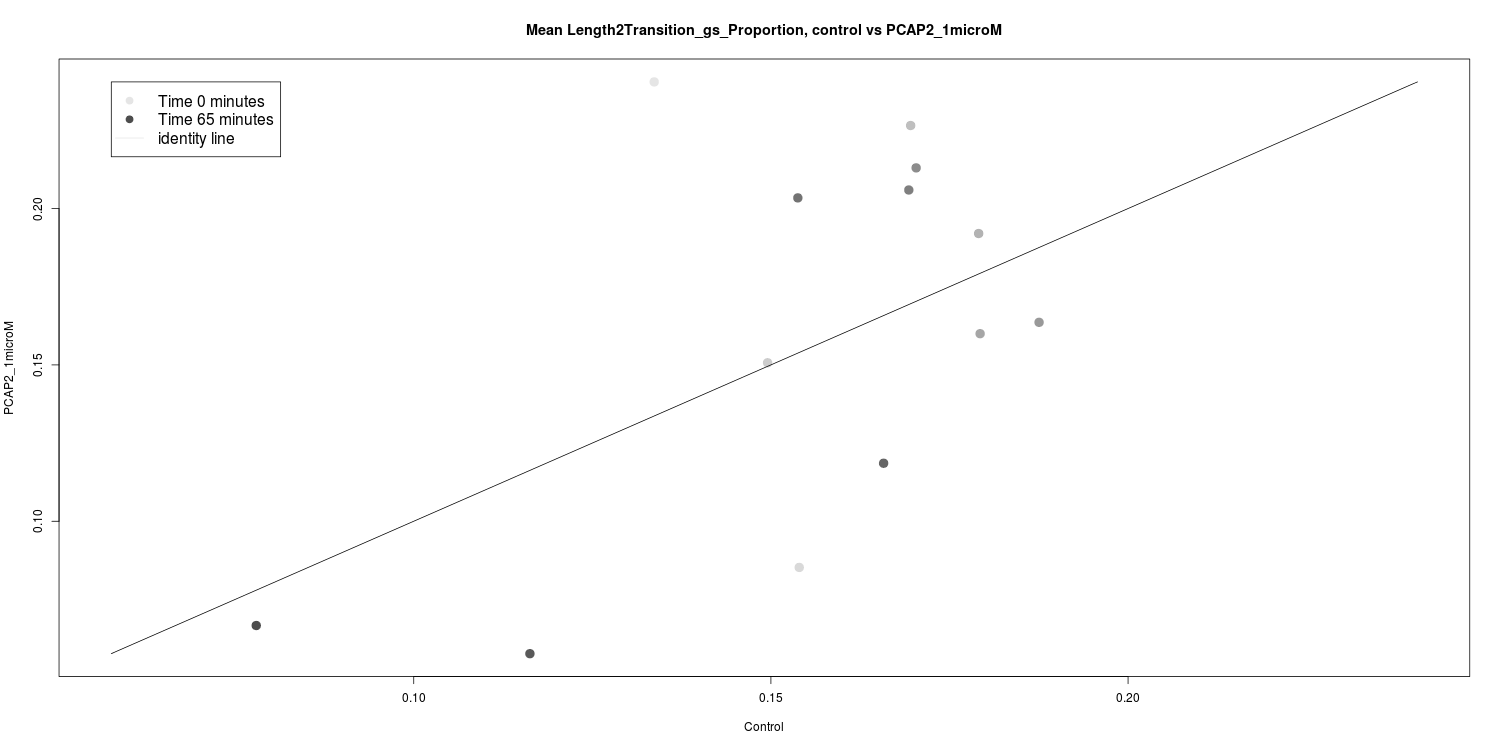 Mean Length2Transition_gs_Proportion, control vs PCAP2_1microM
Time 0 minutes
Time 65 minutes
identity line
PCAP2_1microM
0.20
0.15
0.10
0.10
0.15
0.20
Control